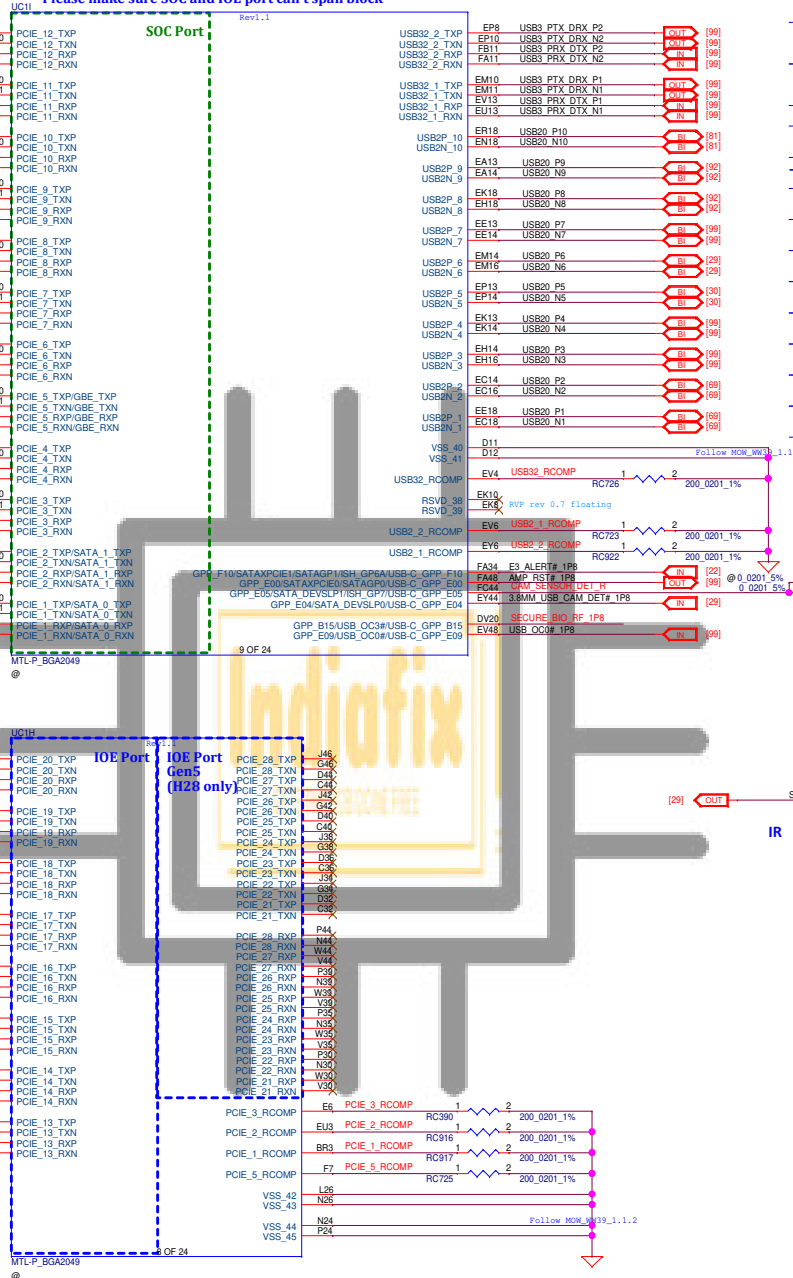 Please make sure SOC and IOE port can't span block
UC1I
Rev1.1
SOC Port
PCIE_12_TXP
PCIE_12_TXN
PCIE_12_RXP
PCIE_12_RXN
PCIE_11_TXP
PCIE_11_TXN
PCIE_11_RXP
PCIE_11_RXN
PCIE_10_TXP
PCIE_10_TXN
PCIE_10_RXP
PCIE_10_RXN
PCIE_9_TXP
PCIE_9_TXN
PCIE_9_RXP
PCIE_9_RXN
PCIE_8_TXP
PCIE_8_TXN
PCIE_8_RXP
PCIE_8_RXN
PCIE_7_TXP
PCIE_7_TXN
PCIE_7_RXP
PCIE_7_RXN
PCIE_6_TXP
PCIE_6_TXN
PCIE_6_RXP
PCIE_6_RXN
PCIE_5_TXP/GBE_TXP
PCIE_5_TXN/GBE_TXN
PCIE_5_RXP/GBE_RXP
PCIE_5_RXN/GBE_RXN
PCIE_4_TXP
PCIE_4_TXN
PCIE_4_RXP
PCIE_4_RXN
PCIE_3_TXP
PCIE_3_TXN
PCIE_3_RXP
PCIE_3_RXN
PCIE_2_TXP/SATA_1_TXP
PCIE_2_TXN/SATA_1_TXN
PCIE_2_RXP/SATA_1_RXP
PCIE_2_RXN/SATA_1_RXN
PCIE_1_TXP/SATA_0_TXP
PCIE_1_TXN/SATA_0_TXN
PCIE_1_RXP/SATA_0_RXP
PCIE_1_RXN/SATA_0_RXN
USB32_2_TXP EP8 USB3_PTX_DRX_P2 OUT [99]
USB32_2_TXN EP10 USB3_PTX_DRX_N2 OUT [99]
USB32_2_RXP FB11 USB3_PRX_DTX_P2 IN [99]
USB32_2_RXN FA11 USB3_PRX_DTX_N2 IN [99]
USB32_1_TXP EM10 USB3_PTX_DRX_P1 OUT [99]
USB32_1_TXN EM11 USB3_PTX_DRX_N1 OUT [99]
USB32_1_RXP EV13 USB3_PRX_DTX_P1 IN [99]
USB32_1_RXN EU13 USB3_PRX_DTX_N1 IN [99]
USB2P_10 ER18 USB20_P10 BI [81]
USB2N_10 EN18 USB20_N10 BI [81]
USB2P_9 EA13 USB20_P9 BI [92]
USB2N_9 EA14 USB20_N9 BI [92]
USB2P_8 EK18 USB20_P8 BI [92]
USB2N_8 EH18 USB20_N8 BI [92]
USB2P_7 EE13 USB20_P7 BI [99]
USB2N_7 EE14 USB20_N7 BI [99]
USB2P_6 EM14 USB20_P6 BI [29]
USB2N_6 EM16 USB20_N6 BI [29]
USB2P_5 EP13 USB20_P5 BI [30]
USB2N_5 EP14 USB20_N5 BI [30]
USB2P_4 EK13 USB20_P4 BI [99]
USB2N_4 EK14 USB20_N4 BI [99]
USB2P_3 EH14 USB20_P3 BI [99]
USB2N_3 EH16 USB20_N3 BI [99]
USB2P_2 EC14 USB20_P2 BI [69]
USB2N_2 EC16 USB20_N2 BI [69]
USB2P_1 EE18 USB20_P1 BI [69]
USB2N_1 EC18 USB20_N1 BI [69]
VSS_40 D11
VSS_41 D12 Follow MOW_WW39_1.1
USB32_RCOMP EV4 USB32_RCOMP 1 2
RC726 200_0201_1%
RSVD_38 EK10
RSVD_39 EK8 RVP rev 0.7 floating
USB2_2_RCOMP EV6 USB2_1_RCOMP 1 2
RC723 200_0201_1%
USB2_1_RCOMP EY6 USB2_2_RCOMP 1 2
RC922 200_0201_1%
GPP_F10/SATAXPCIE1/SATAGP1/ISH_GP6A/USB-C_GPP_F10 FA34 E3_ALERT#_1P8 IN [22]
GPP_E00/SATAXPCIE0/SATAGP0/USB-C_GPP_E00 FA48 AMP_RST#_1P8 OUT [99]
GPP_E05/SATA_DEVSLP1/ISH_GP7/USB-C_GPP_E05 FC44 CAM_SENSOR_DET_R
GPP_E04/SATA_DEVSLP0/USB-C_GPP_E04 EY44 3.8MM_USB_CAM_DET#_1P8 IN [29]
GPP_B15/USB_OC3#/USB-C_GPP_B15 DV20 SECURE_BIO_RF_1P8
GPP_E09/USB_OC0#/USB-C_GPP_E09 EV48 USB_OC0#_1P8 IN [99]
@ 0_0201_5%
0_0201_5%
9 OF 24
MTL-P_BGA2049
@
Indiafix
UC1H
Rev1.1
IOE Port
IOE Port
Gen5
(H28 only)
PCIE_20_TXP
PCIE_20_TXN
PCIE_20_RXP
PCIE_20_RXN
PCIE_19_TXP
PCIE_19_TXN
PCIE_19_RXP
PCIE_19_RXN
PCIE_18_TXP
PCIE_18_TXN
PCIE_18_RXP
PCIE_18_RXN
PCIE_17_TXP
PCIE_17_TXN
PCIE_17_RXP
PCIE_17_RXN
PCIE_16_TXP
PCIE_16_TXN
PCIE_16_RXP
PCIE_16_RXN
PCIE_15_TXP
PCIE_15_TXN
PCIE_15_RXP
PCIE_15_RXN
PCIE_14_TXP
PCIE_14_TXN
PCIE_14_RXP
PCIE_14_RXN
PCIE_13_TXP
PCIE_13_TXN
PCIE_13_RXP
PCIE_13_RXN
PCIE_28_TXP J46
PCIE_28_TXN G46
PCIE_27_TXP D44
PCIE_27_TXN C44
PCIE_26_TXP J42
PCIE_26_TXN G42
PCIE_25_TXP D40
PCIE_25_TXN C40
PCIE_24_TXP J38
PCIE_24_TXN G38
PCIE_23_TXP D36
PCIE_23_TXN C36
PCIE_22_TXP J34
PCIE_22_TXN G34
PCIE_21_TXP D32
PCIE_21_TXN C32
PCIE_28_RXP P44
PCIE_28_RXN N44
PCIE_27_RXP W44
PCIE_27_RXN V44
PCIE_26_RXP P39
PCIE_26_RXN N39
PCIE_25_RXP W39
PCIE_25_RXN V39
PCIE_24_RXP P35
PCIE_24_RXN N35
PCIE_23_RXP W35
PCIE_23_RXN V35
PCIE_22_RXP P30
PCIE_22_RXN N30
PCIE_21_RXP W30
PCIE_21_RXN V30
PCIE_3_RCOMP E6 PCIE_3_RCOMP 1 2
RC390 200_0201_1%
PCIE_2_RCOMP EU3 PCIE_2_RCOMP 1 2
RC916 200_0201_1%
PCIE_1_RCOMP BR3 PCIE_1_RCOMP 1 2
RC917 200_0201_1%
PCIE_5_RCOMP F7 PCIE_5_RCOMP 1 2
RC725 200_0201_1%
VSS_42 L26
VSS_43 N26
VSS_44 N24 Follow MOW_WW39_1.1.2
VSS_45 P24
8 OF 24
MTL-P_BGA2049
@
[29] OUT
IR